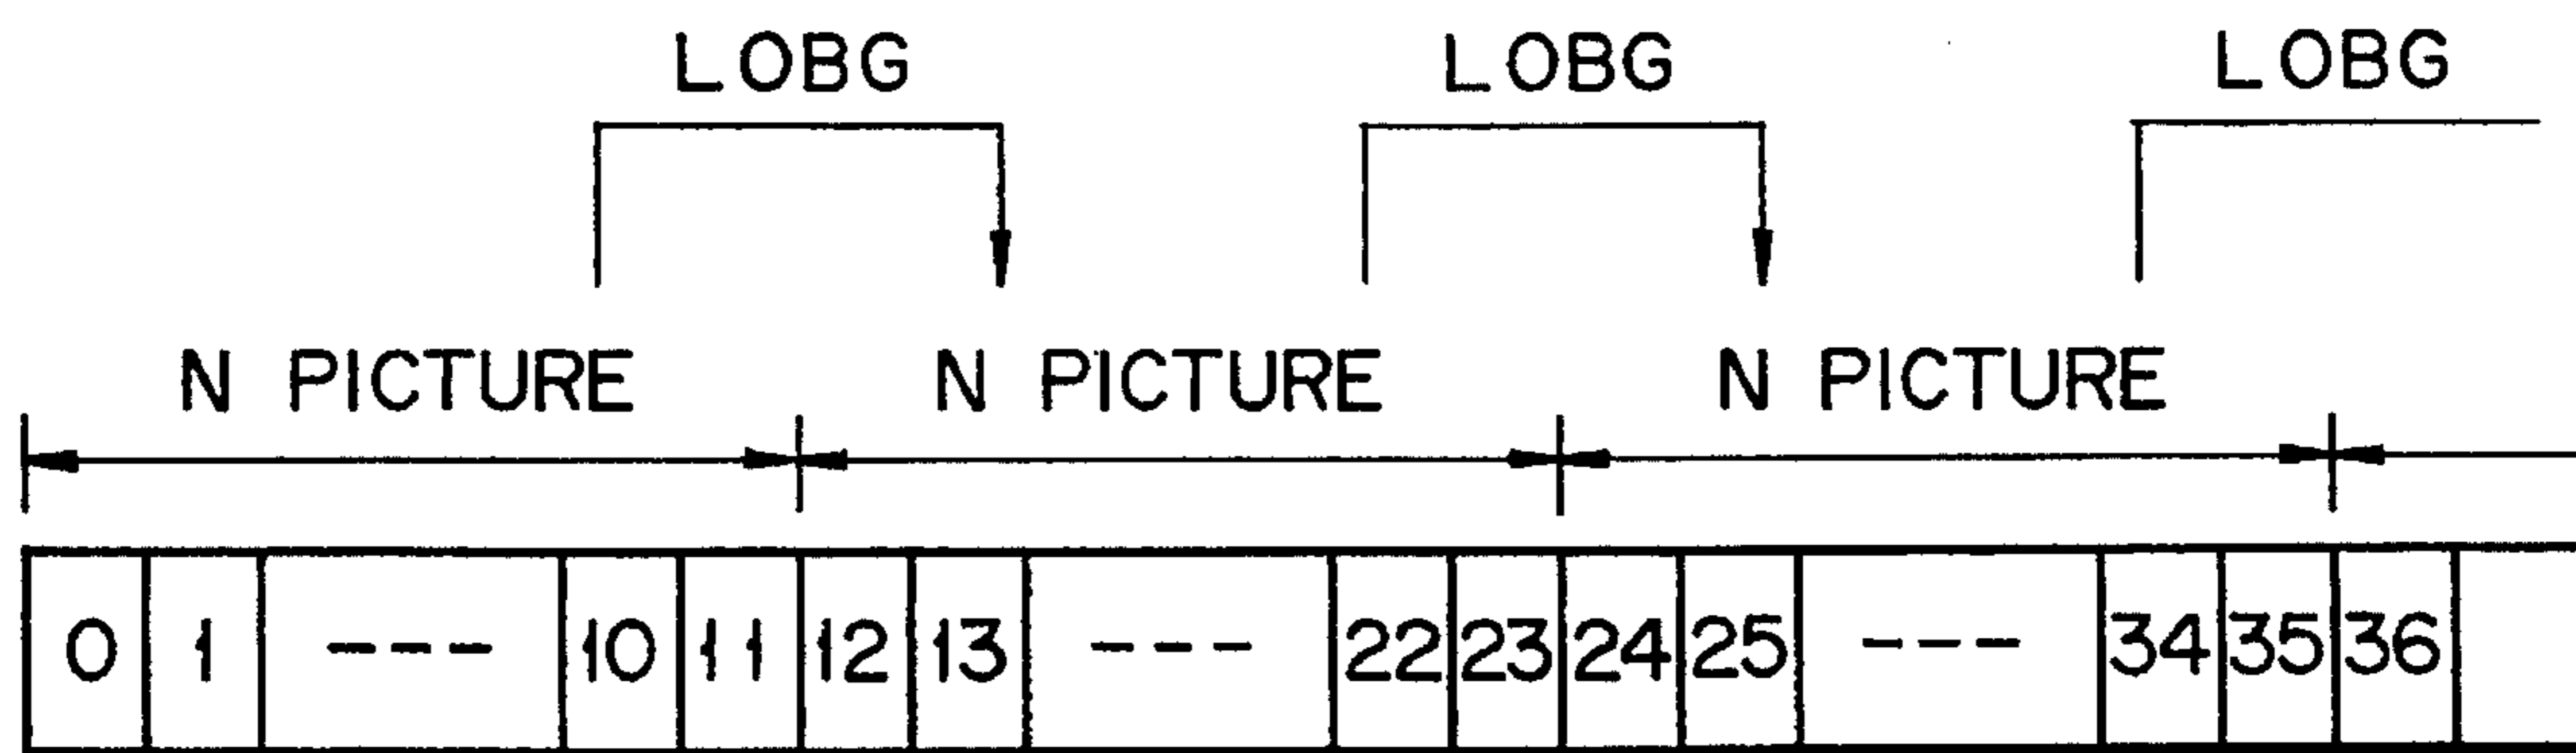 LOBG LOBG LOBG
N PICTURE N PICTURE N PICTURE
0 1 --- 10 11 12 13 --- 22 23 24 25 --- 34 35 36